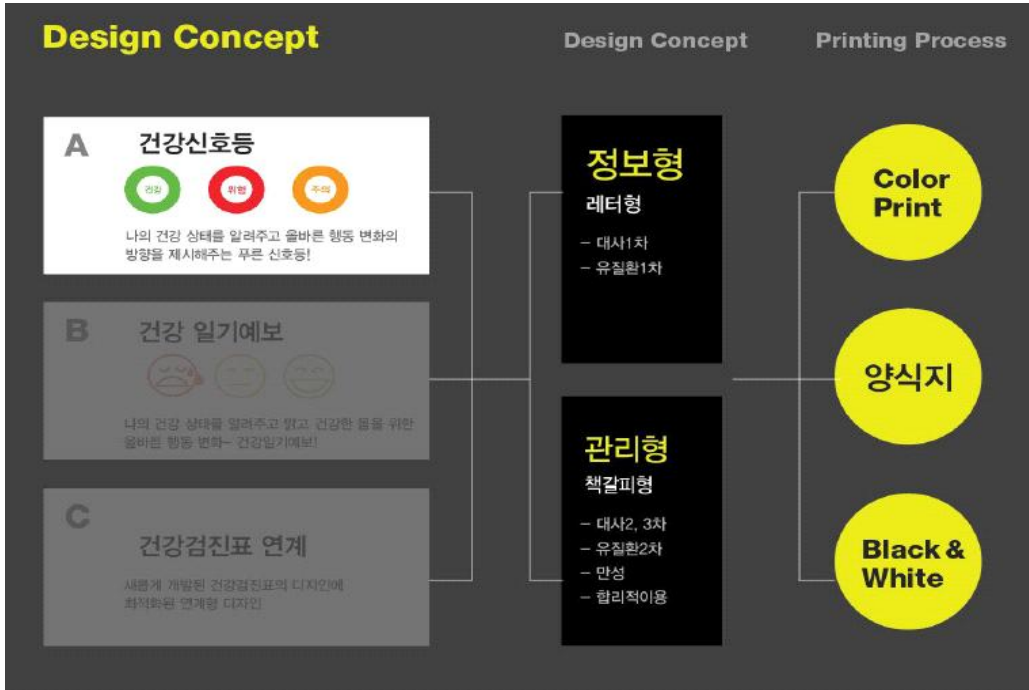 Design Concept
Design Concept
Printing Process
A
건강신호등
건강
위험
주의
나의 건강 상태를 알려주고 올바른 행동 변화의
방향을 제시해주는 푸른 신호등!
B
건강 일기예보
나의 건강 상태를 알려주고 밝고 건강한 몸을 위한
올바른 행동 변화– 건강일기예보!
C
건강검진표 연계
새롭게 개발된 건강검진표의 디자인에
최적화된 연계형 디자인
정보형
레터형
– 대사1차
– 유질환1차
관리형
책갈피형
– 대사2, 3차
– 유질환2차
– 만성
– 합리적이용
Color
Print
양식지
Black &
White